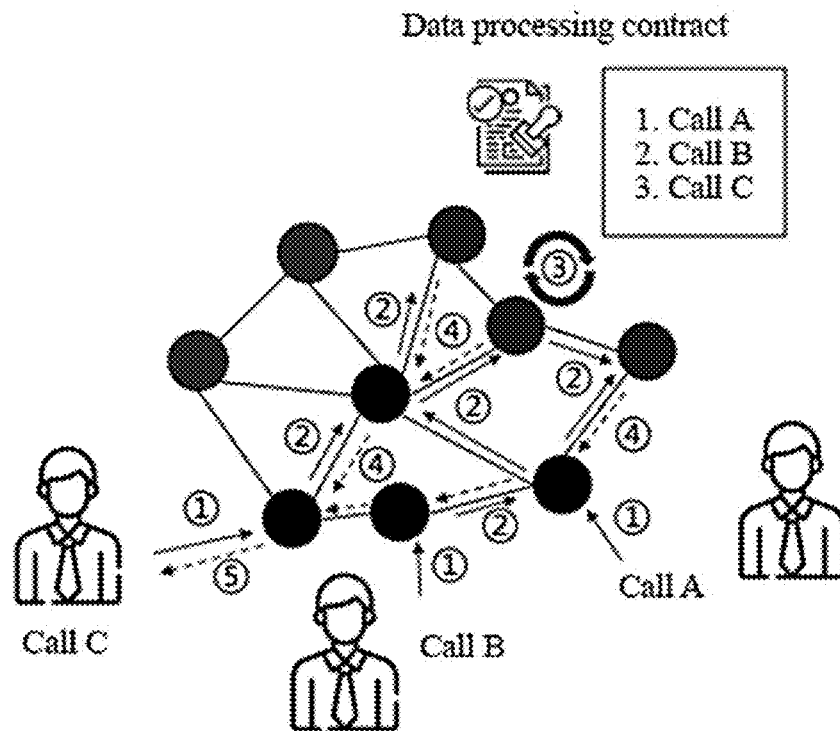 Data processing contract
1. Call A
2. Call B
3. Call C
③
②
④
②
②
②
④
④
①
②
①
⑤
①
Call A
Call C
Call B